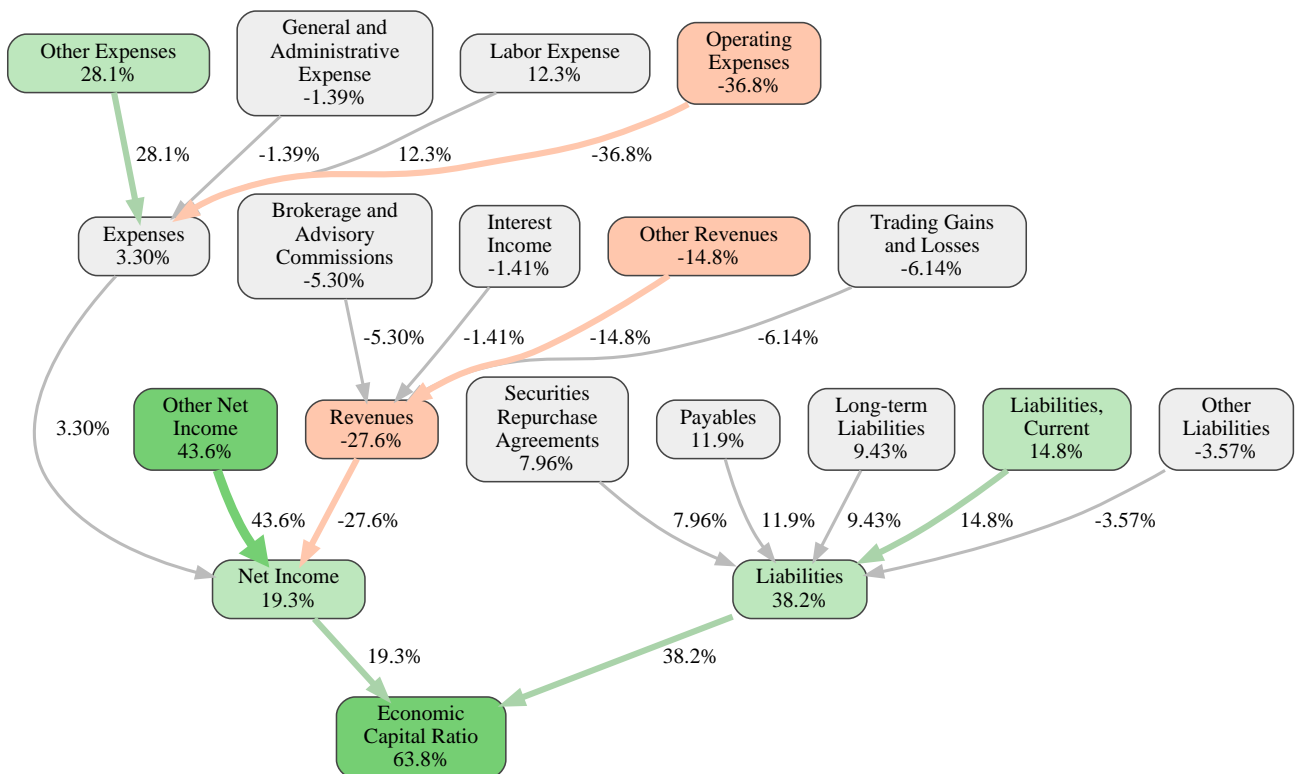 Other Expenses
28.1%
General and
Administrative
Expense
-1.39%
Labor Expense
12.3%
Operating
Expenses
-36.8%
28.1%
-1.39%
12.3%
-36.8%
Expenses
3.30%
Brokerage and
Advisory
Commissions
-5.30%
Interest
Income
-1.41%
Other Revenues
-14.8%
Trading Gains
and Losses
-6.14%
-5.30%
-1.41%
-14.8%
-6.14%
3.30%
Other Net
Income
43.6%
Revenues
-27.6%
Securities
Repurchase
Agreements
7.96%
Payables
11.9%
Long-term
Liabilities
9.43%
Liabilities,
Current
14.8%
Other
Liabilities
-3.57%
43.6%
-27.6%
7.96%
11.9%
9.43%
14.8%
-3.57%
Net Income
19.3%
Liabilities
38.2%
19.3%
38.2%
Economic
Capital Ratio
63.8%